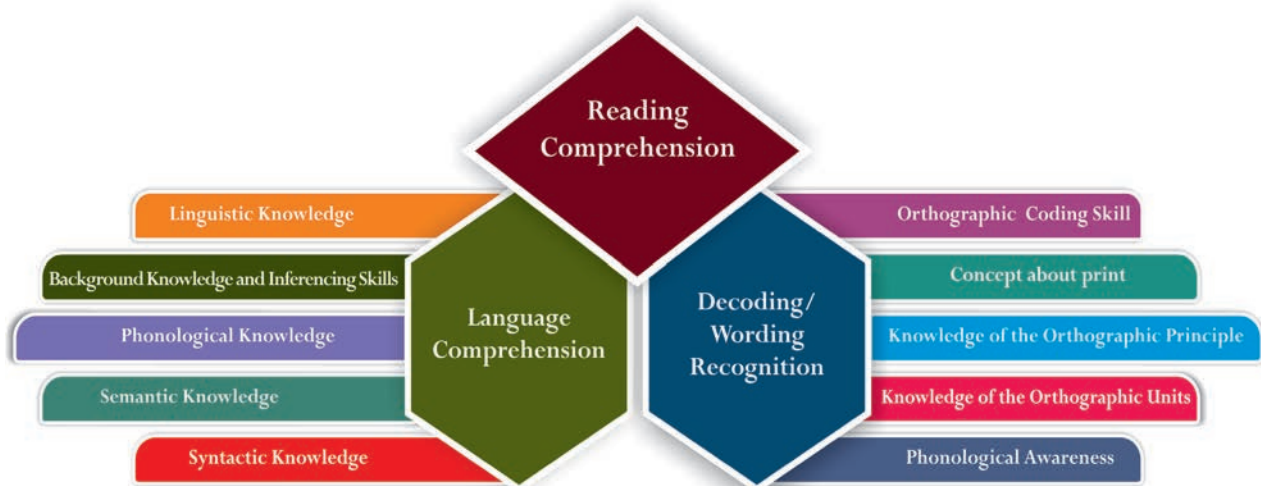 Reading
Comprehension
Linguistic Knowledge
Background Knowledge and Inferencing Skills
Phonological Knowledge
Semantic Knowledge
Syntactic Knowledge
Language
Comprehension
Decoding/
Wording
Recognition
Orthographic Coding Skill
Concept about print
Knowledge of the Orthographic Principle
Knowledge of the Orthographic Units
Phonological Awareness